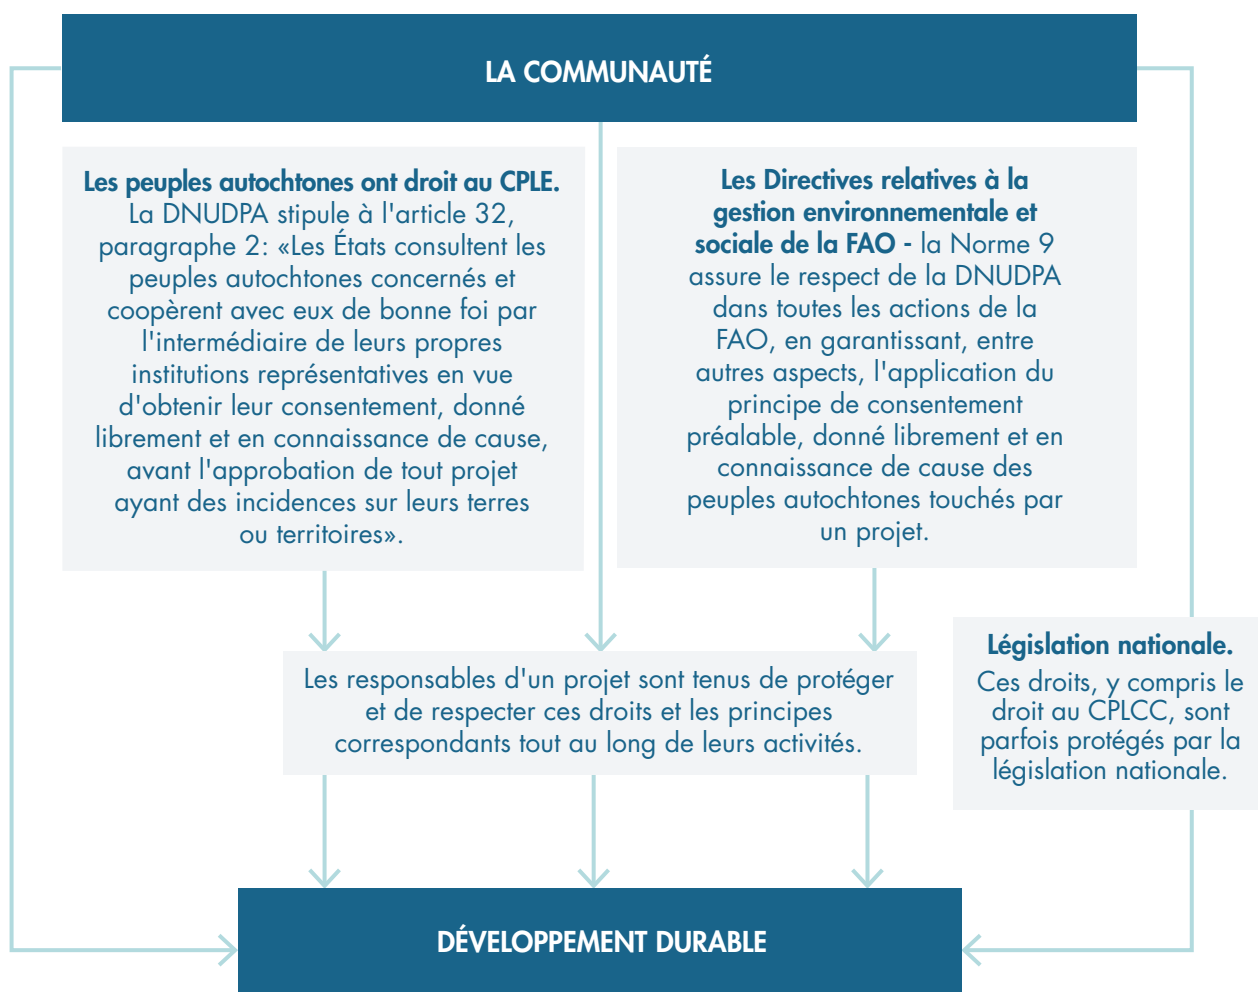 LA COMMUNAUTÉ
Les peuples autochtones ont droit au CPLE.
La DNUDPA stipule à l'article 32,
paragraphe 2: «Les États consultent les
peuples autochtones concernés et
coopèrent avec eux de bonne foi par
l'intermédiaire de leurs propres
institutions représentatives en vue
d'obtenir leur consentement, donné
librement et en connaissance de cause,
avant l'approbation de tout projet
ayant des incidences sur leurs terres
ou territoires».
Les Directives relatives à la
gestion environnementale et
sociale de la FAO - la Norme 9
assure le respect de la DNUDPA
dans toutes les actions de la
FAO, en garantissant, entre
autres aspects, l'application du
principe de consentement
préalable, donné librement et en
connaissance de cause des
peuples autochtones touchés par
un projet.
Les responsables d'un projet sont tenus de protéger
et de respecter ces droits et les principes
correspondants tout au long de leurs activités.
Législation nationale.
Ces droits, y compris le
droit au CPLCC, sont
parfois protégés par la
législation nationale.
DÉVELOPPEMENT DURABLE